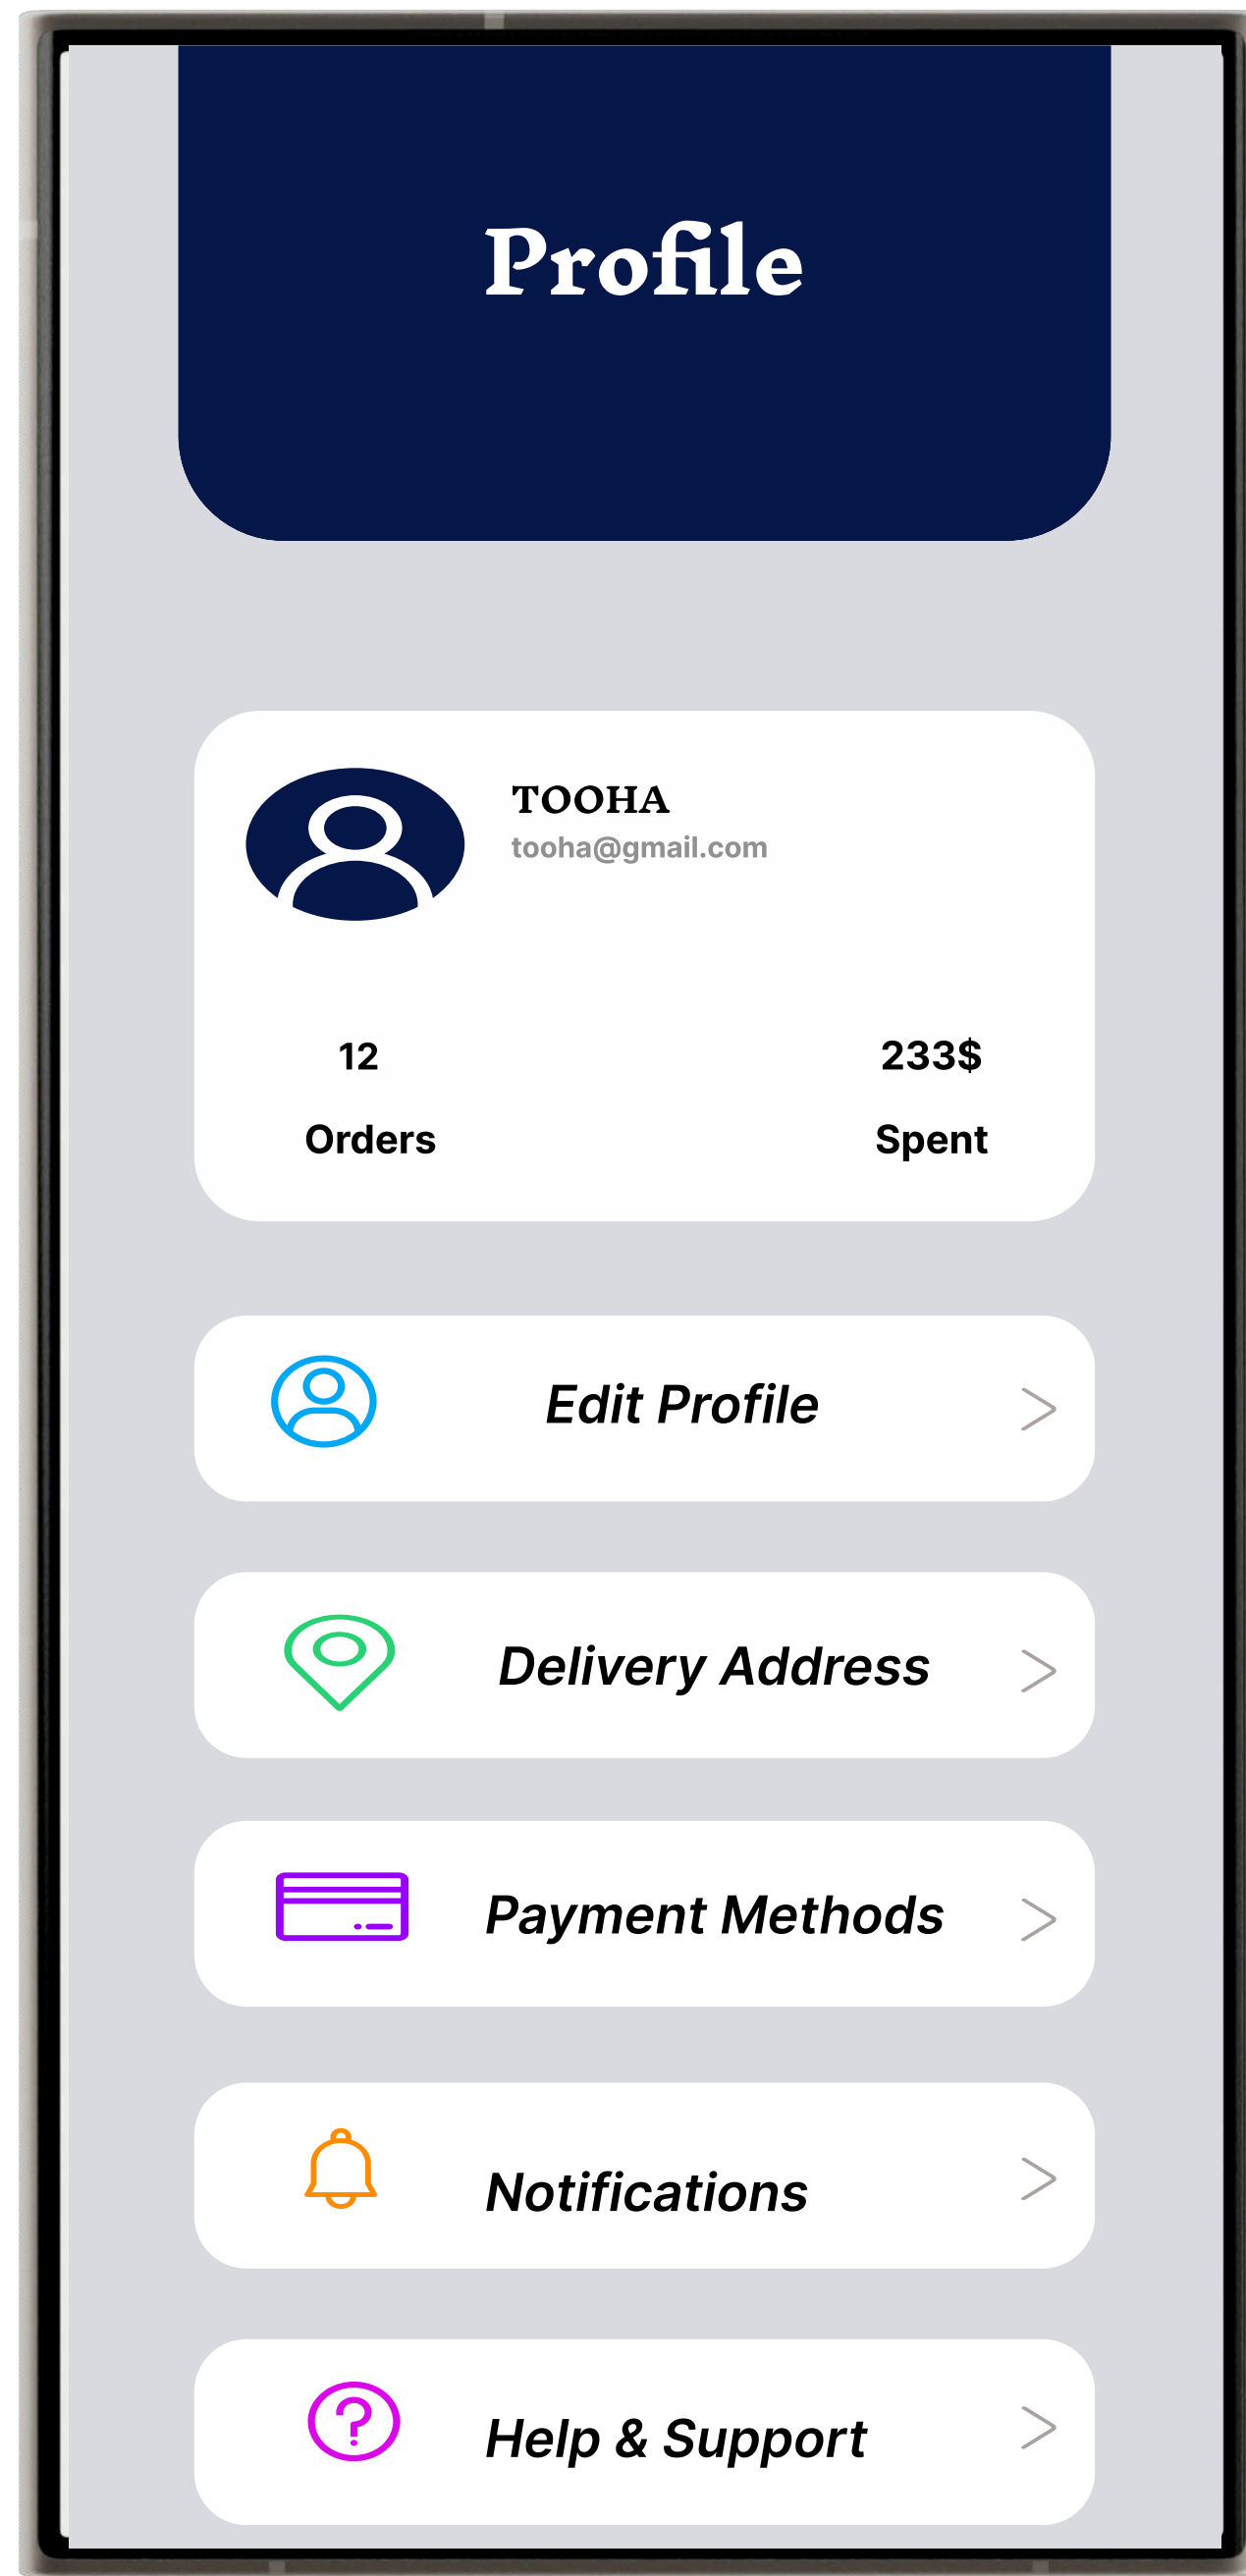 Profile
TOOHA
tooha@gmail.com
12
233$
Orders
Spent
Edit Profile
Delivery Address
Payment Methods
Notifications
Help & Support